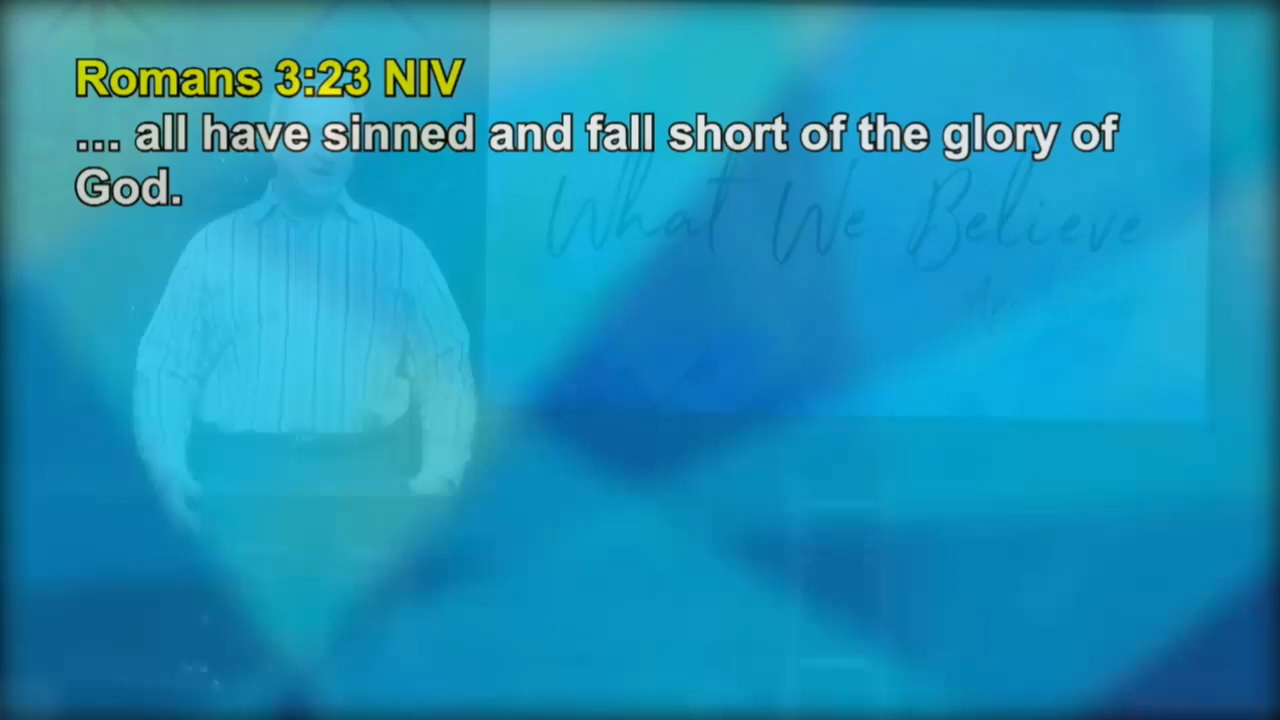 Romans 3:23 NIV
... all have sinned and fall short of the glory of
God.
What We Believe